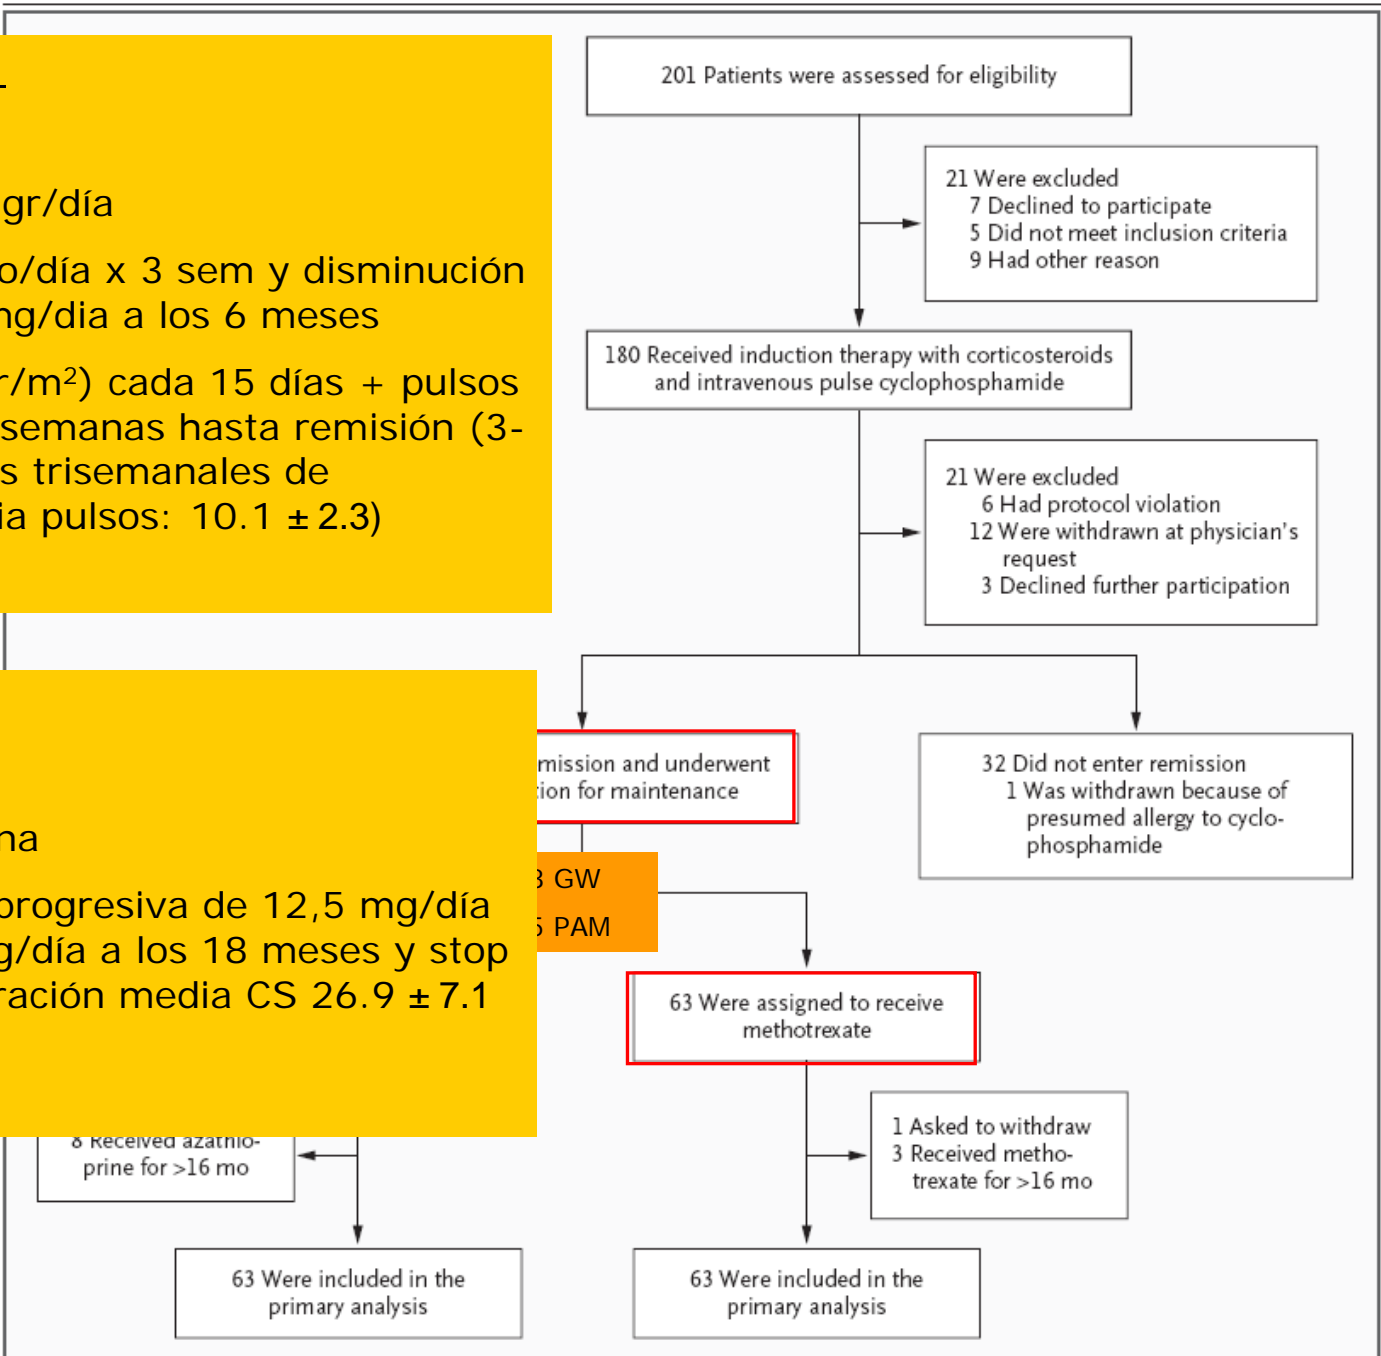 201 Patients were assessed for eligibility
gr/día
o/día x 3 sem y disminución
mg/dia a los 6 meses
r/m²) cada 15 días + pulsos
semanas hasta remisión (3-
s trisemanales de
ia pulsos: 10.1 ± 2.3)
21 Were excluded
7 Declined to participate
5 Did not meet inclusion criteria
9 Had other reason
180 Received induction therapy with corticosteroids
and intravenous pulse cyclophosphamide
21 Were excluded
6 Had protocol violation
12 Were withdrawn at physician's
request
3 Declined further participation
mission and underwent
tion for maintenance
32 Did not enter remission
1 Was withdrawn because of
presumed allergy to cyclo-
phosphamide
na
progresiva de 12,5 mg/día
g/día a los 18 meses y stop
ración media CS 26.9 ± 7.1
3 GW
5 PAM
63 Were assigned to receive
methotrexate
8 Received azathio-
prine for >16 mo
1 Asked to withdraw
3 Received metho-
trexate for >16 mo
63 Were included in the
primary analysis
63 Were included in the
primary analysis